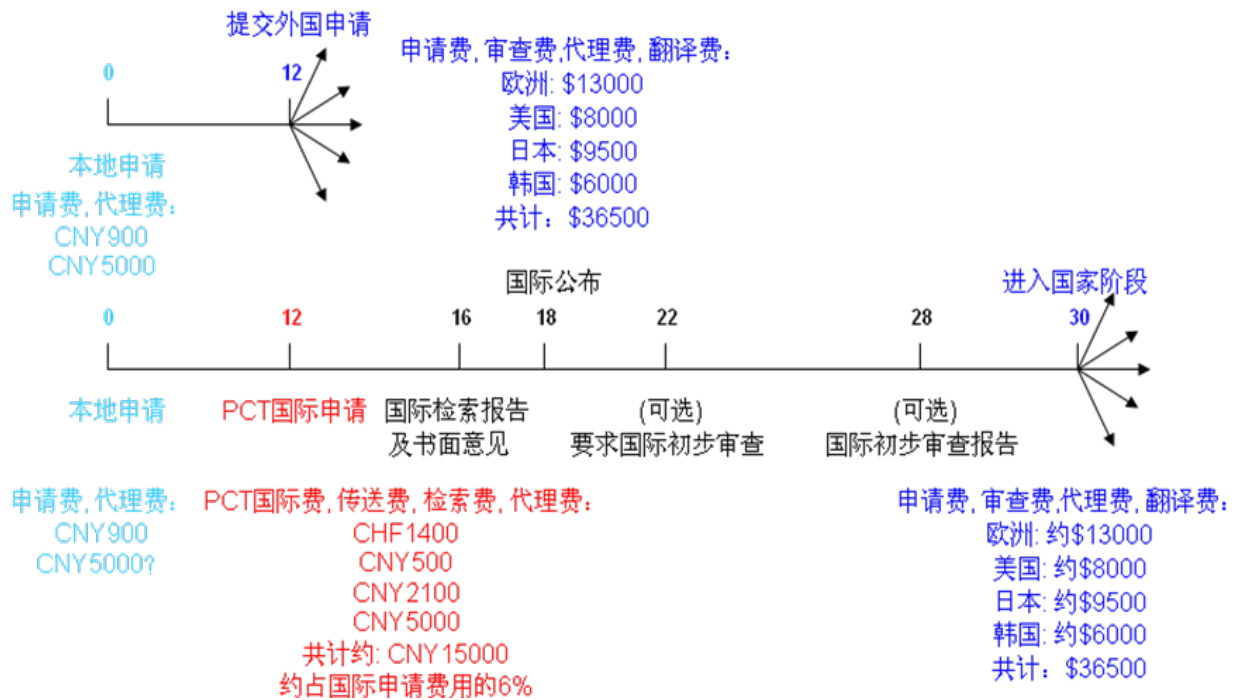 提交外国申请
0
12
本地申请
申请费,代理费：
CNY900
CNY5000
申请费,审查费,代理费,翻译费：
欧洲: $13000
美国: $8000
日本: $9500
韩国: $6000
共计：$36500
国际公布
进入国家阶段
0
12
16
18
22
28
30
本地申请
PCT国际申请
国际检索报告
及书面意见
(可选)
要求国际初步审查
(可选)
国际初步审查报告
申请费,代理费：
CNY900
CNY5000?
PCT国际费,传送费,检索费,代理费：
CHF1400
CNY500
CNY2100
CNY5000
共计约: CNY15000
约占国际申请费用的6%
申请费,审查费,代理费,翻译费：
欧洲: 约$13000
美国: 约$8000
日本: 约$9500
韩国: 约$6000
共计：$36500